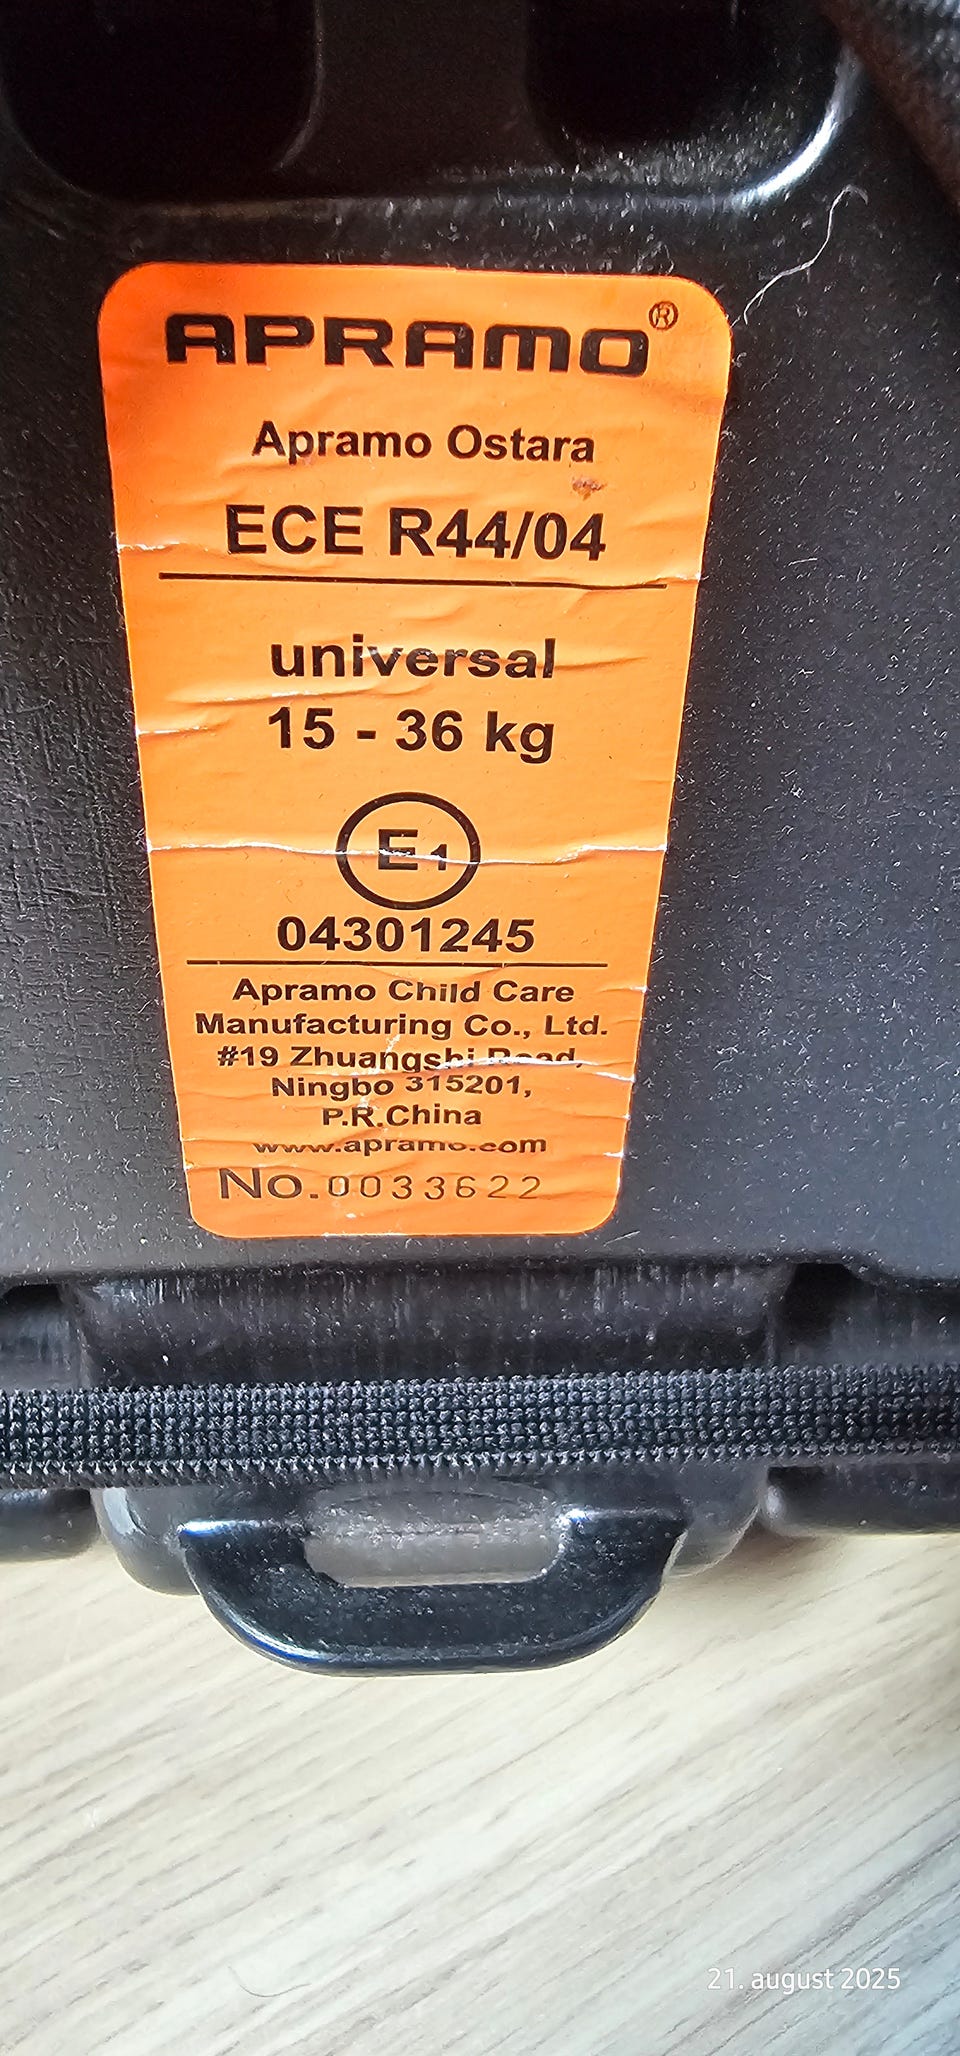 APRAMO®
Apramo Ostara
ECE R44/04
universal
15 - 36 kg
E1
04301245
Apramo Child Care
Manufacturing Co., Ltd.
#19 Zhuangshi Road,
Ningbo 315201,
P.R.China
www.apramo.com
No.0033622
21. august 2025